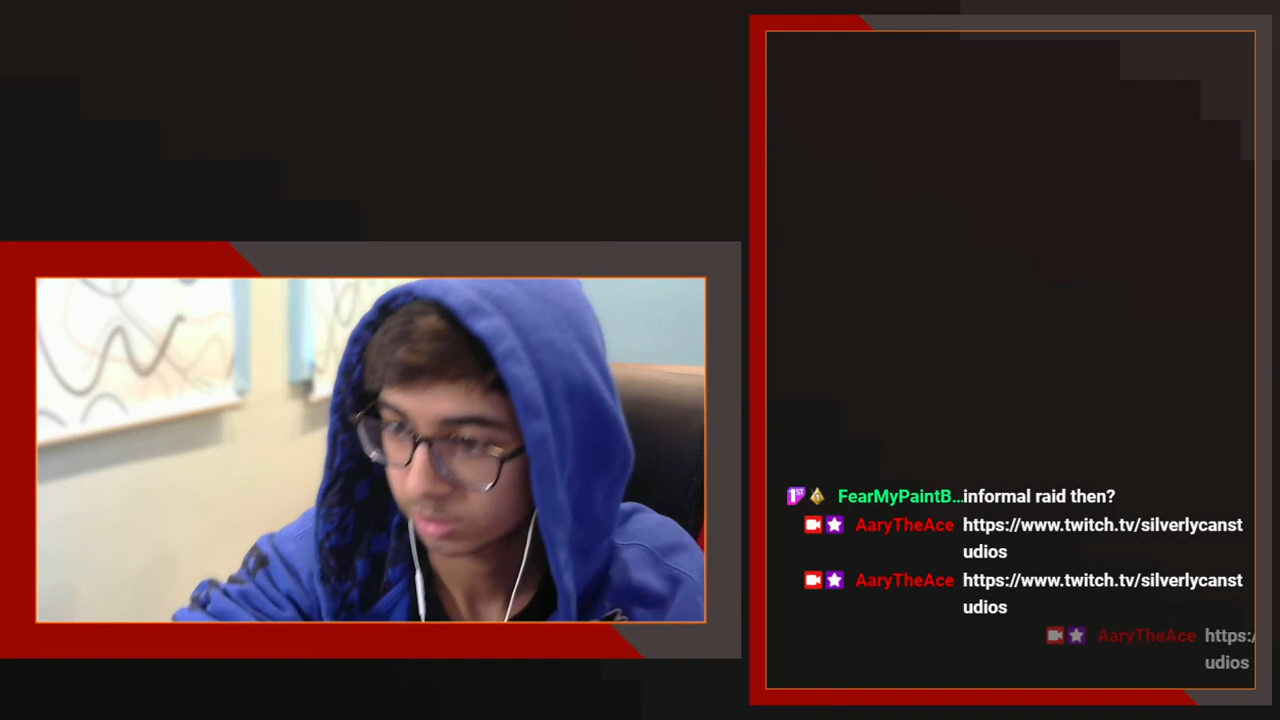 1ST FearMyPaintB...informal raid then?
AaryTheAce https://www.twitch.tv/silverlycanst
udios
AaryTheAce https://www.twitch.tv/silverlycanst
udios
AaryTheAce https:/
udios